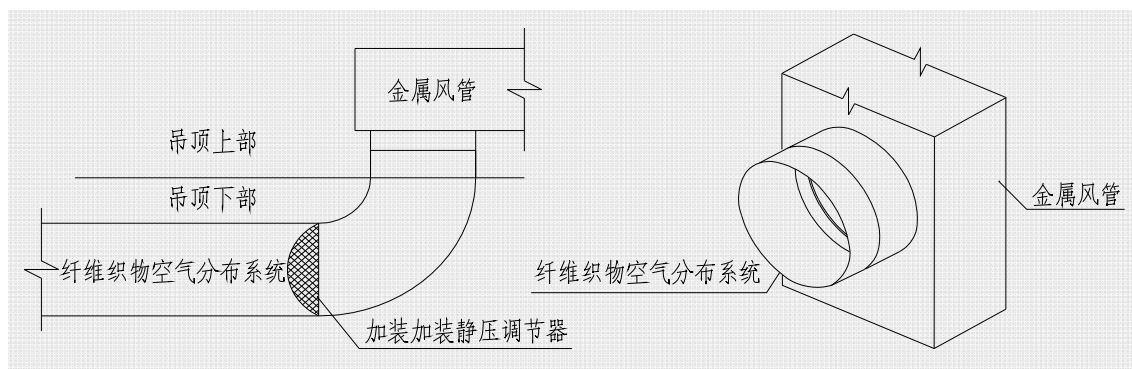 金属风管
吊顶上部
吊顶下部
纤维织物空气分布系统
加装加装静压调节器
金属风管
纤维织物空气分布系统